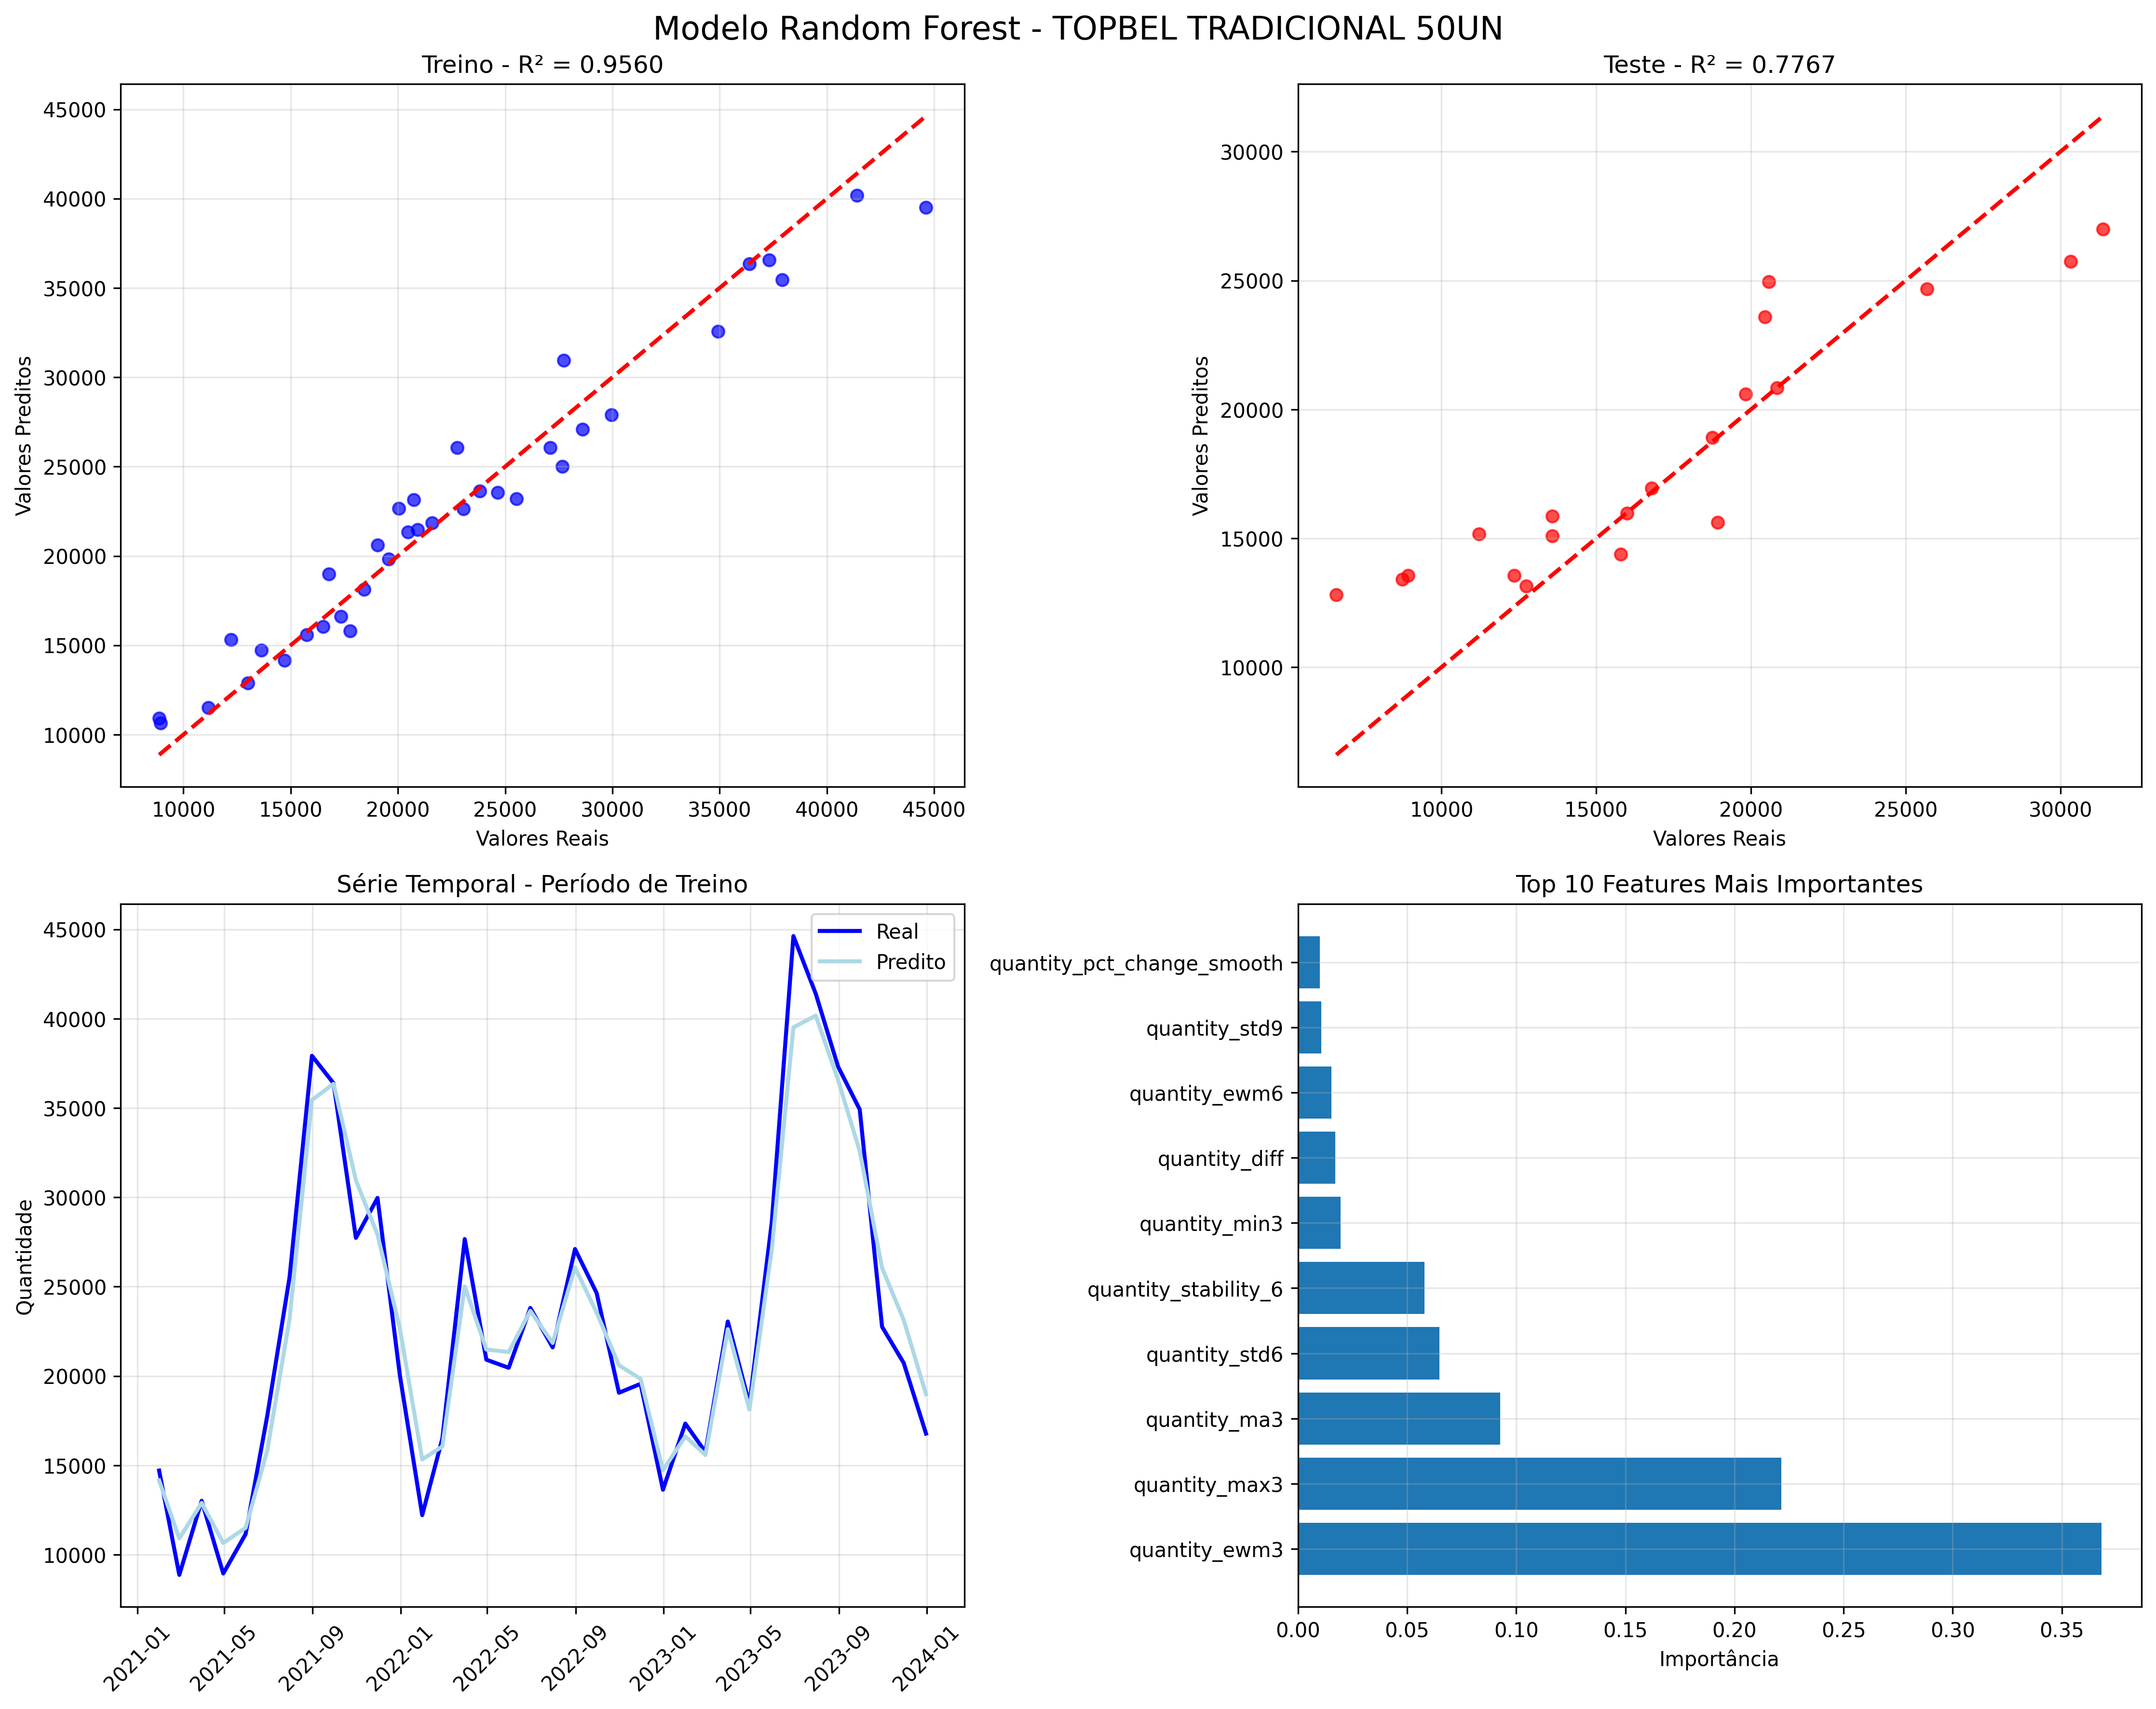 Modelo Random Forest - TOPBEL TRADICIONAL 50UN
Treino - R² = 0.9560
45000
40000
35000
30000
25000
20000
15000
10000
Valores Preditos
10000 15000 20000 25000 30000 35000 40000 45000
Valores Reais
Teste - R² = 0.7767
30000
25000
20000
15000
10000
Valores Preditos
10000 15000 20000 25000 30000
Valores Reais
Série Temporal - Período de Treino
Real
Predito
45000
40000
35000
30000
25000
20000
15000
10000
Quantidade
2021-01 2021-05 2021-09 2022-01 2022-05 2022-09 2023-01 2023-05 2023-09 2024-01
Top 10 Features Mais Importantes
quantity_pct_change_smooth
quantity_std9
quantity_ewm6
quantity_diff
quantity_min3
quantity_stability_6
quantity_std6
quantity_ma3
quantity_max3
quantity_ewm3
0.00 0.05 0.10 0.15 0.20 0.25 0.30 0.35
Importância